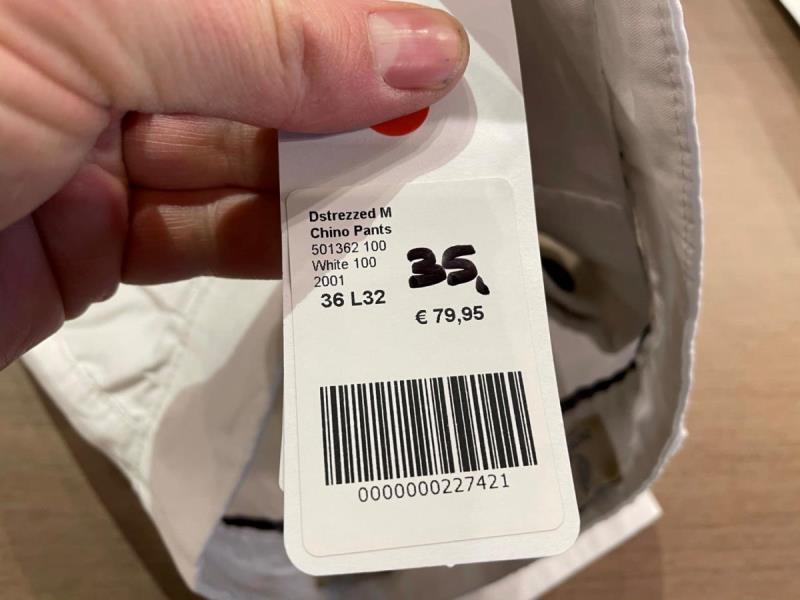 Dstrezzed M
Chino Pants
501362 100
White 100
2001
36 L32
35,
€ 79,95
0000000227421